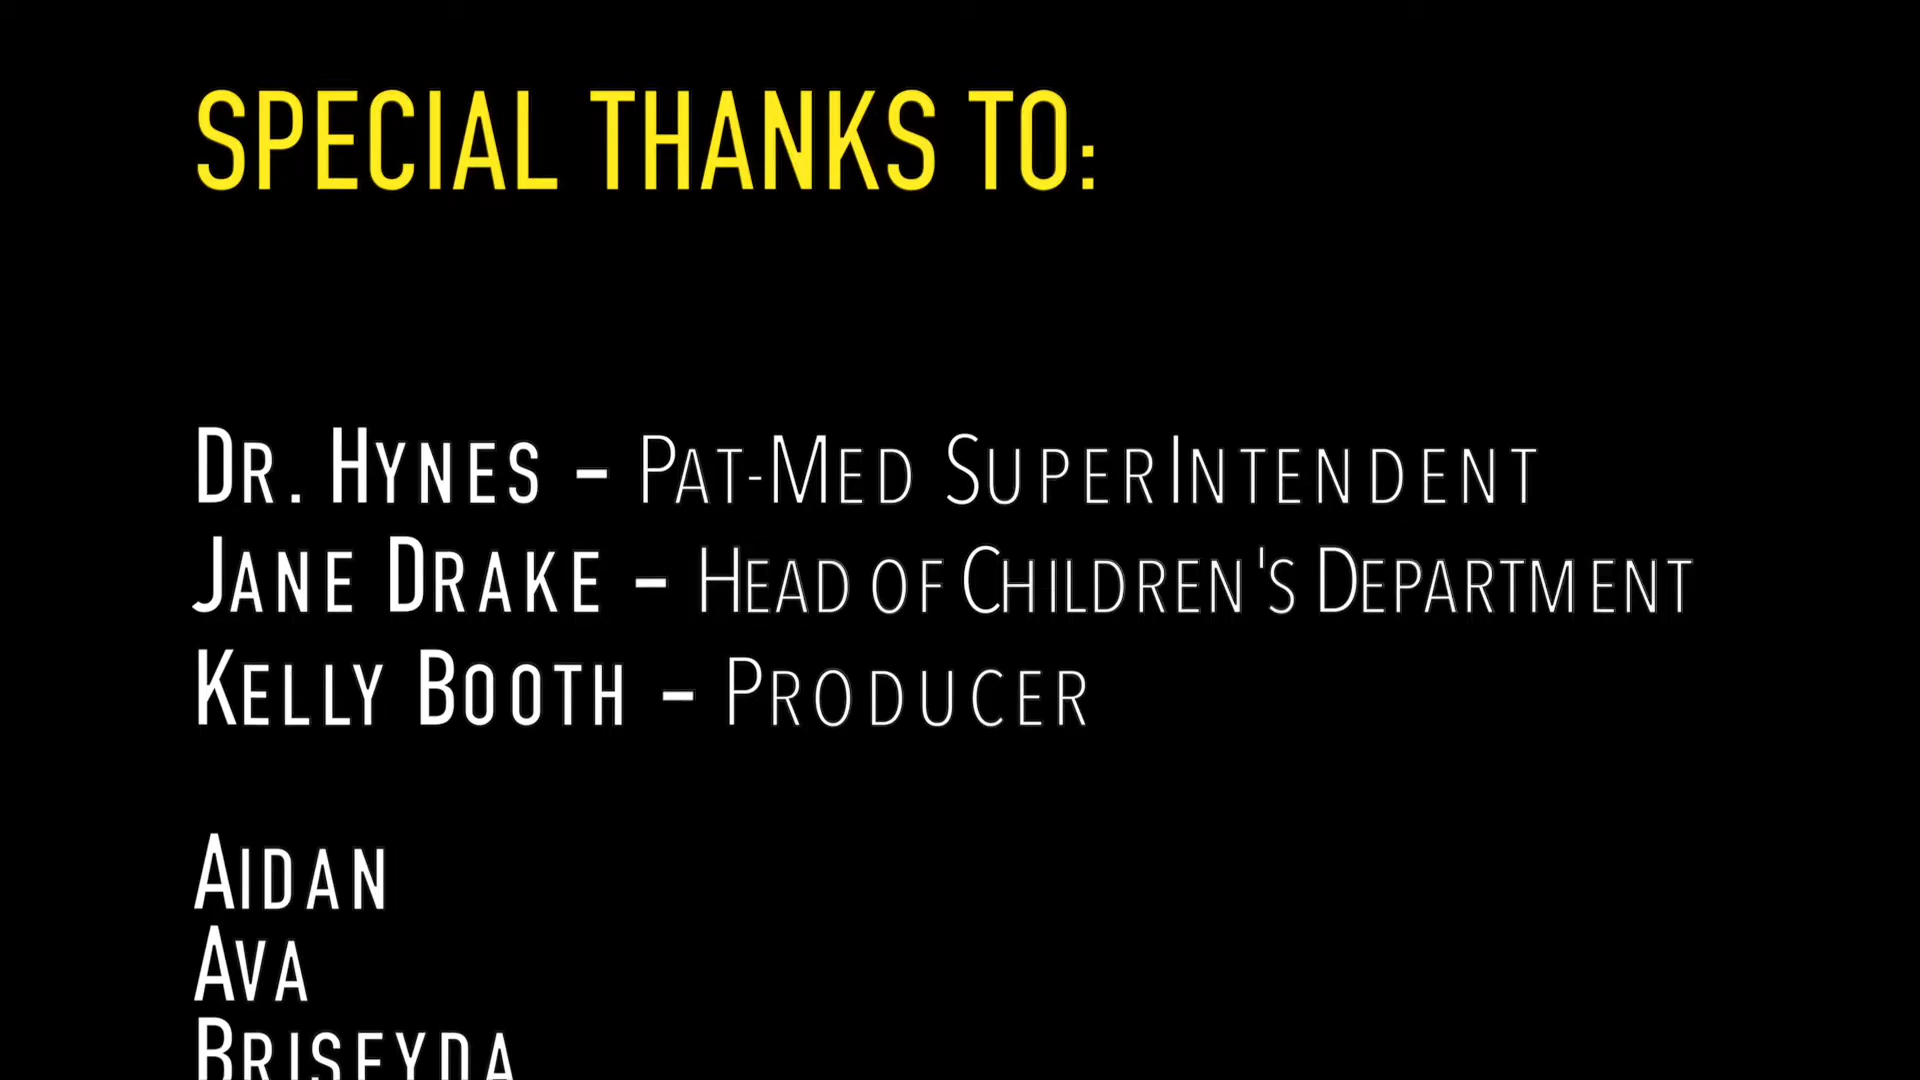 SPECIAL THANKS TO:
DR. HYNES – PAT-MED SUPERINTENDENT
JANE DRAKE – HEAD OF CHILDREN'S DEPARTMENT
KELLY BOOTH – PRODUCER
AIDAN
AVA
BRISEYDA